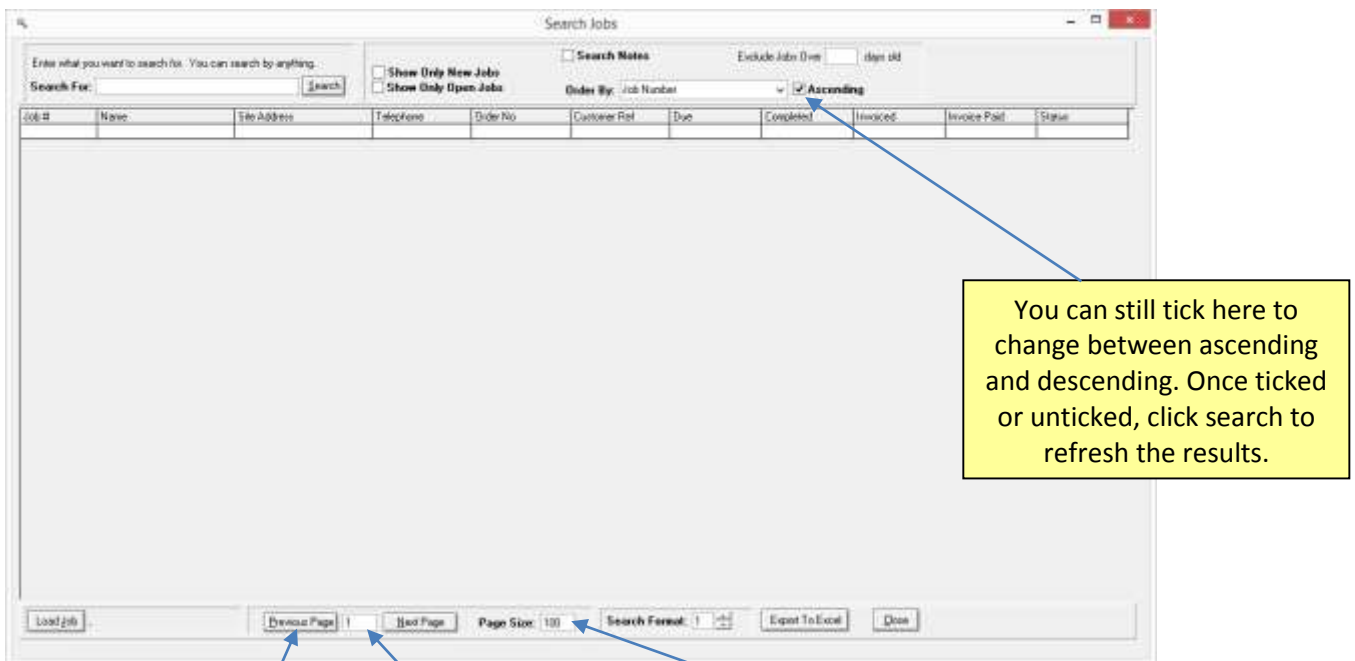 Search Jobs
Enter what you want to search for. You can search by anything.
Search For: Search
Show Only New Jobs
Show Only Open Jobs
Search Notes
Exclude Jobs Over days old
Order By: Job Number Ascending
Job # Name Site Address Telephone Order No Customer Ref Due Completed Invoiced Invoice Paid Status
You can still tick here to
change between ascending
and descending. Once ticked
or unticked, click search to
refresh the results.
Load Job Previous Page 1 Next Page Page Size: 100 Search Format: 1 Export To Excel Close